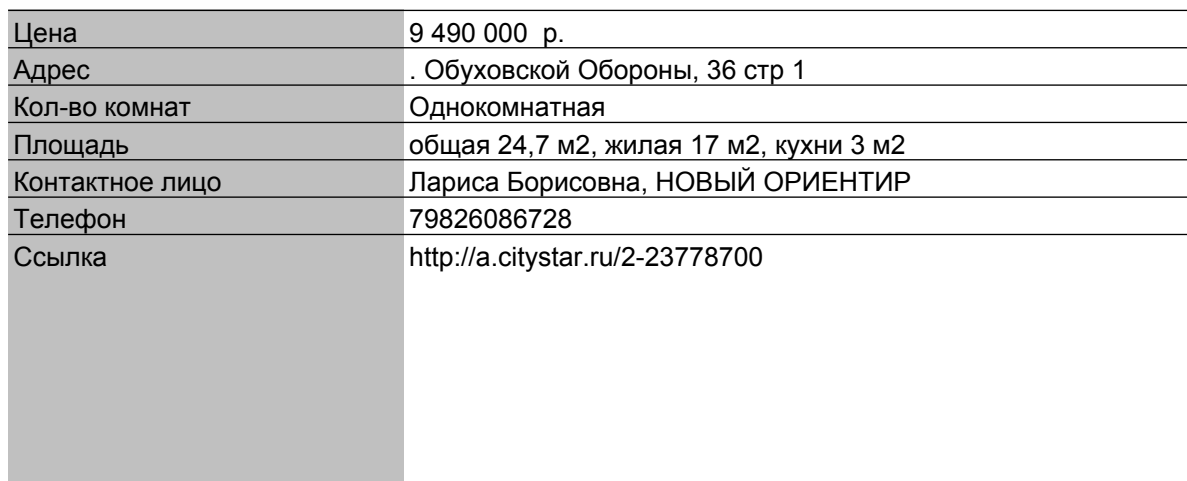 Цена 9 490 000 р.
Адрес . Обуховской Обороны, 36 стр 1
Кол-во комнат Однокомнатная
Площадь общая 24,7 м2, жилая 17 м2, кухни 3 м2
Контактное лицо Лариса Борисовна, НОВЫЙ ОРИЕНТИР
Телефон 79826086728
Ссылка http://a.citystar.ru/2-23778700